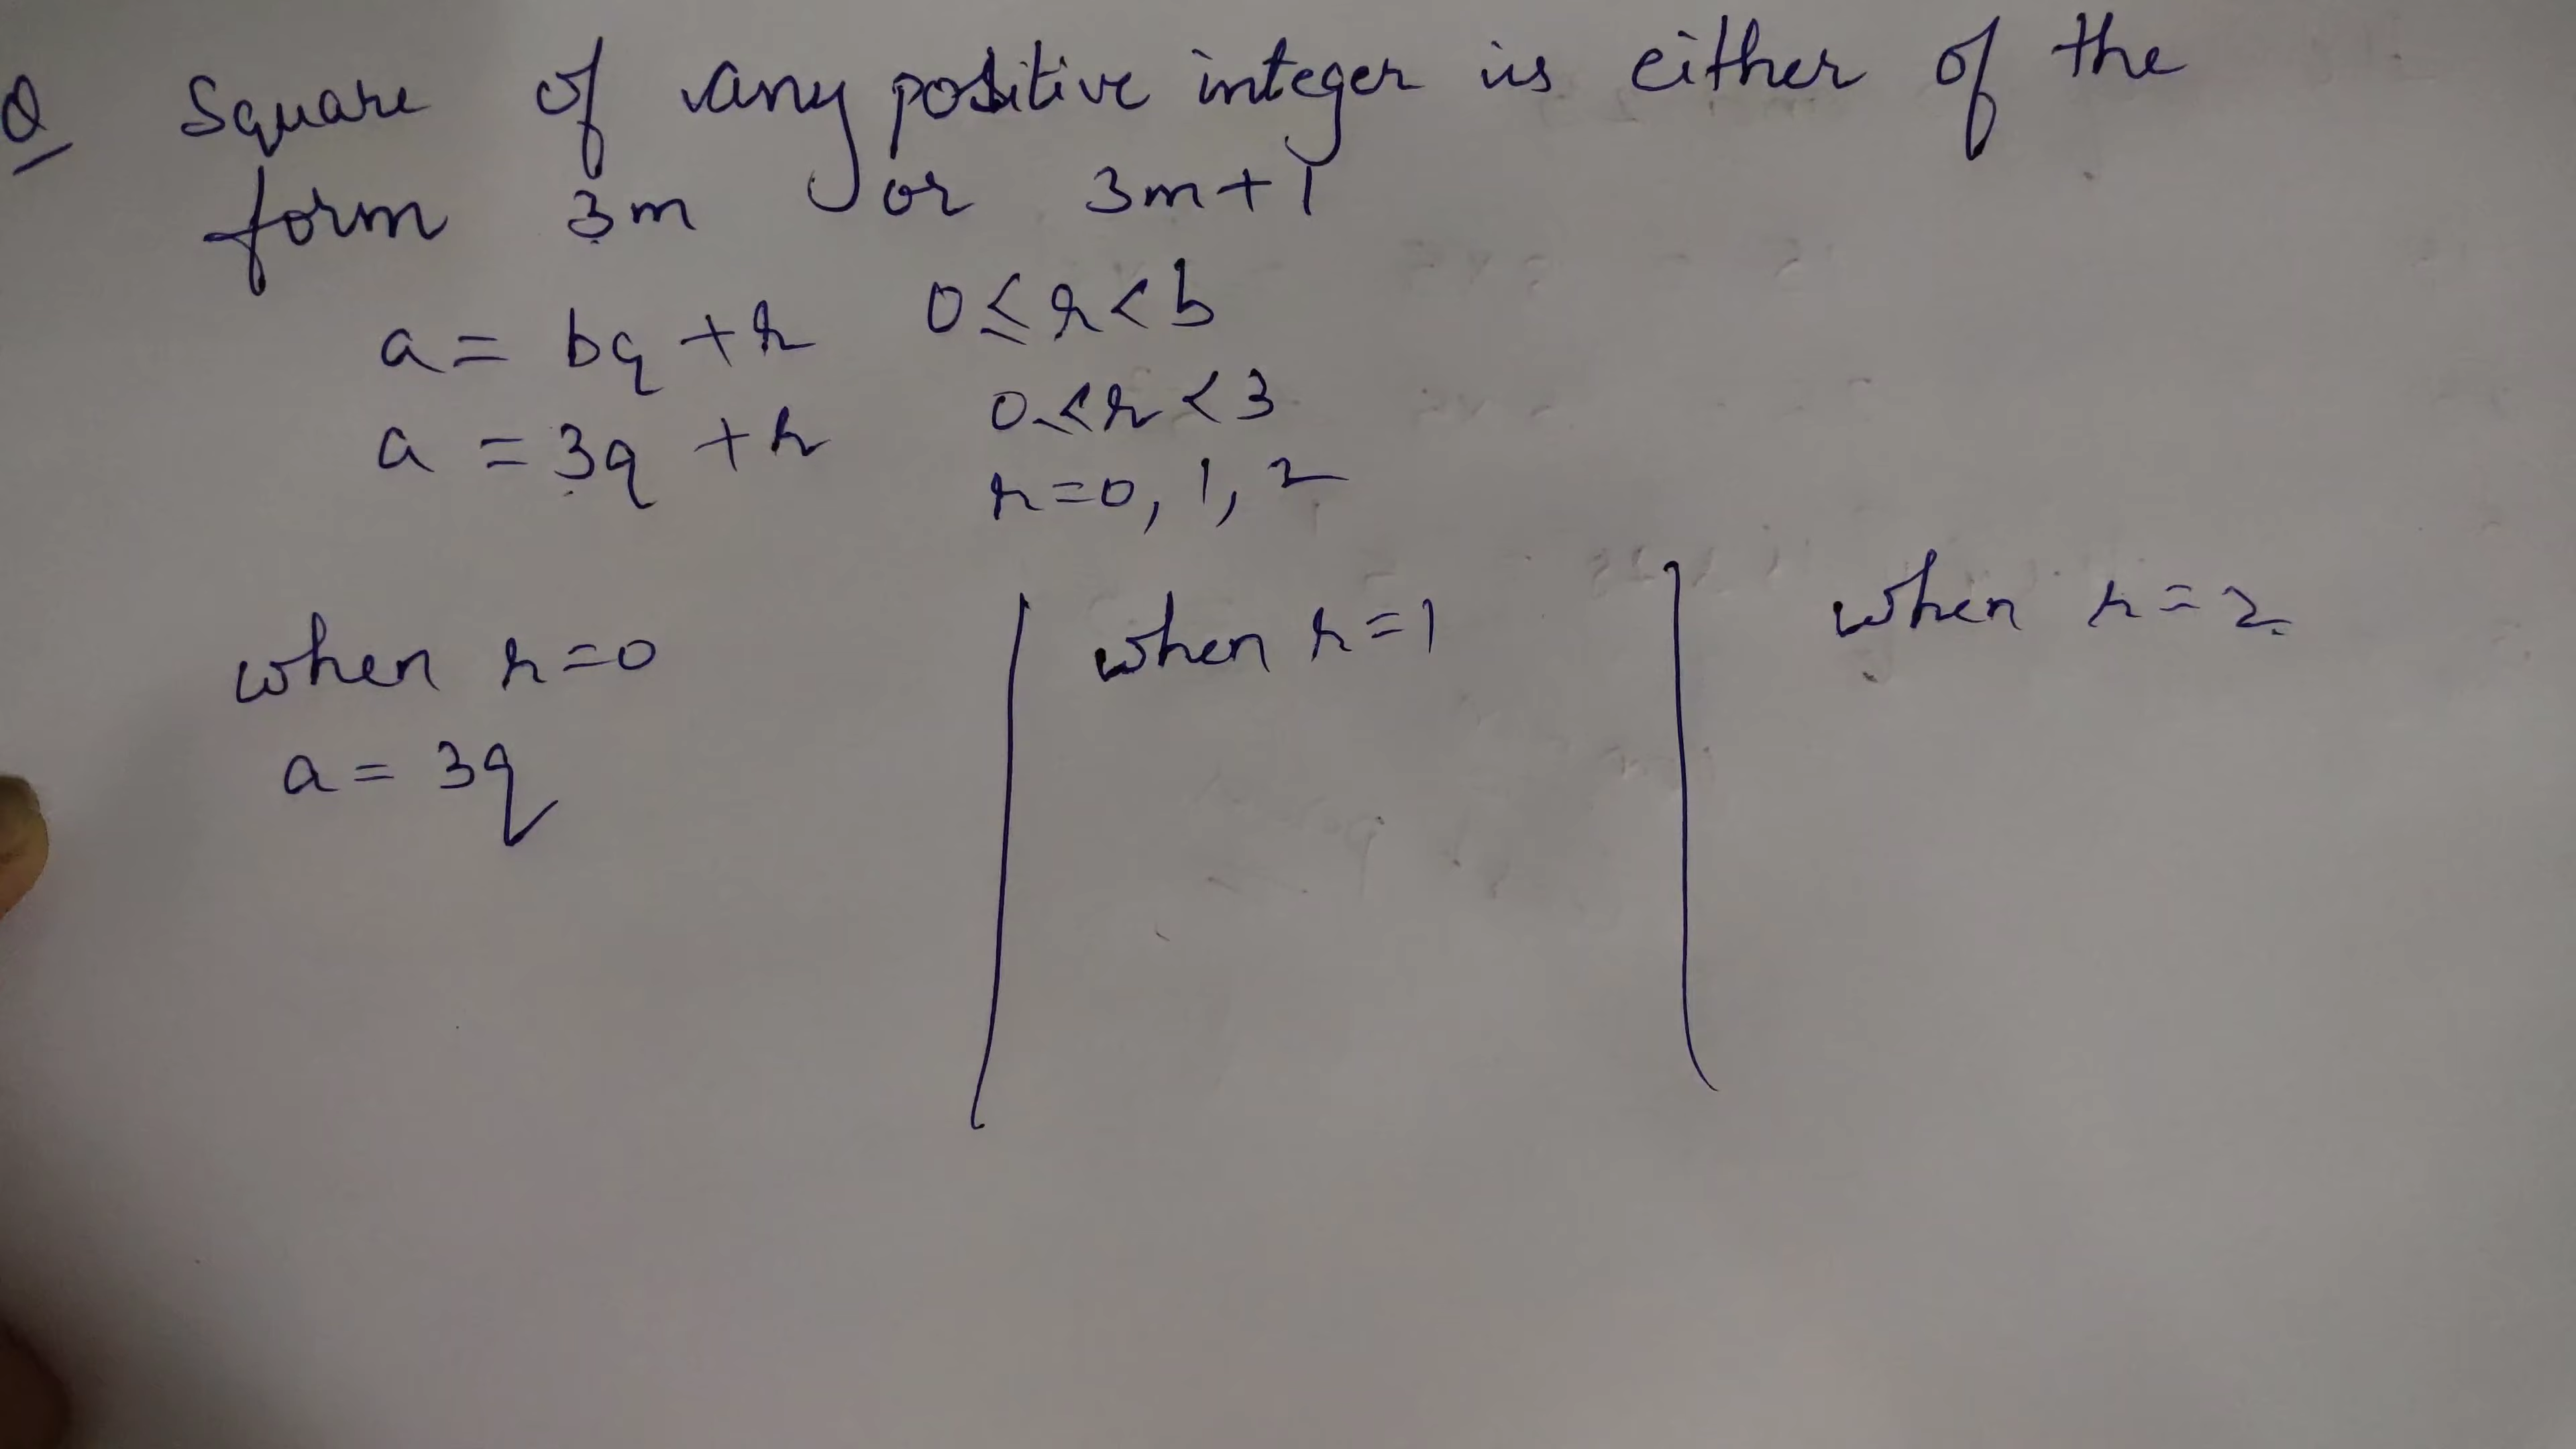 Q Square of any positive integer is either of the
form 3m or 3m+1
a = bq + r 0 ≤ r < b
a = 3q + r 0 ≤ r < 3
r = 0, 1, 2
when r = 0
a = 3q
when r = 1
when r = 2